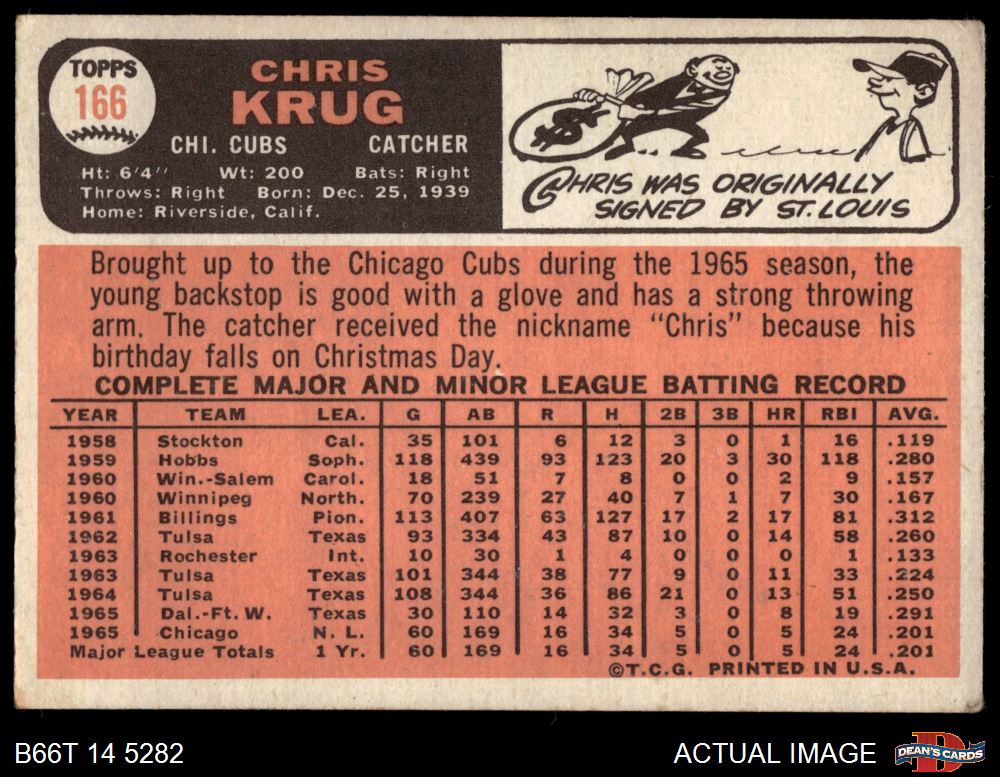 TOPPS
166
CHRIS
KRUG
CHI. CUBS CATCHER
Ht: 6'4" Wt: 200 Bats: Right
Throws: Right Born: Dec. 25, 1939
Home: Riverside, Calif.
$
CHRIS WAS ORIGINALLY
SIGNED BY ST. LOUIS
Brought up to the Chicago Cubs during the 1965 season, the
young backstop is good with a glove and has a strong throwing
arm. The catcher received the nickname "Chris" because his
birthday falls on Christmas Day.
COMPLETE MAJOR AND MINOR LEAGUE BATTING RECORD
YEAR TEAM LEA. G AB R H 2B 3B HR RBI AVG.
1958 Stockton Cal. 35 101 6 12 3 0 1 16 .119
1959 Hobbs Soph. 118 439 93 123 20 3 30 118 .280
1960 Win.-Salem Carol. 18 51 7 8 0 0 2 9 .157
1960 Winnipeg North. 70 239 27 40 7 1 7 30 .167
1961 Billings Pion. 113 407 63 127 17 2 17 81 .312
1962 Tulsa Texas 93 334 43 87 10 0 14 58 .260
1963 Rochester Int. 10 30 1 4 0 0 0 1 .133
1963 Tulsa Texas 101 344 38 77 9 0 11 33 .224
1964 Tulsa Texas 108 344 36 86 21 0 13 51 .250
1965 Dal.-Ft. W. Texas 30 110 14 32 3 0 8 19 .291
1965 Chicago N. L. 60 169 16 34 5 0 5 24 .201
Major League Totals 1 Yr. 60 169 16 34 5 0 5 24 .201
©T.C.G. PRINTED IN U.S.A.
B66T 14 5282 ACTUAL IMAGE DEAN'S CARDS